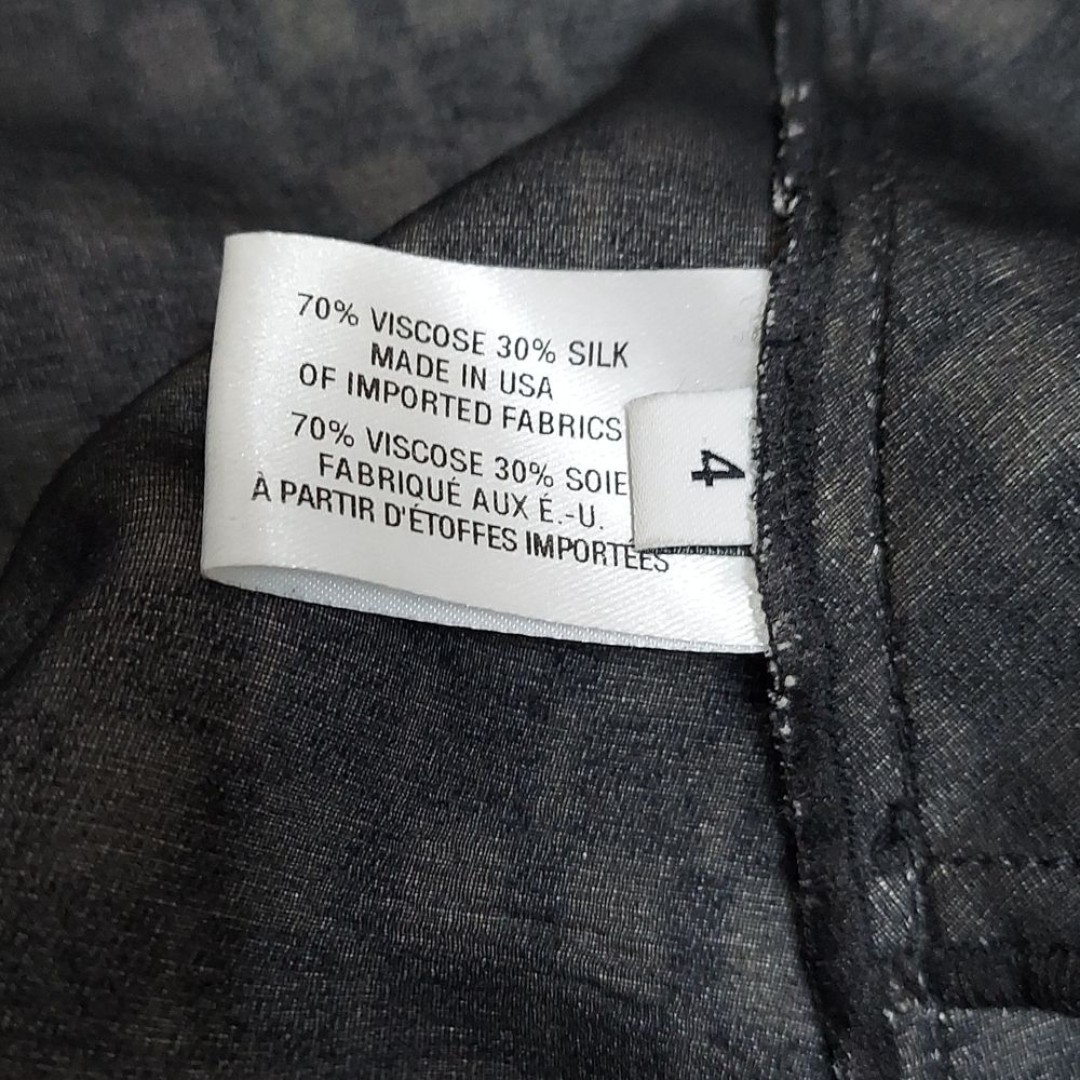 70% VISCOSE 30% SILK
MADE IN USA
OF IMPORTED FABRICS
70% VISCOSE 30% SOIE
FABRIQUÉ AUX É.-U.
À PARTIR D'ÉTOFFES IMPORTÉES
4